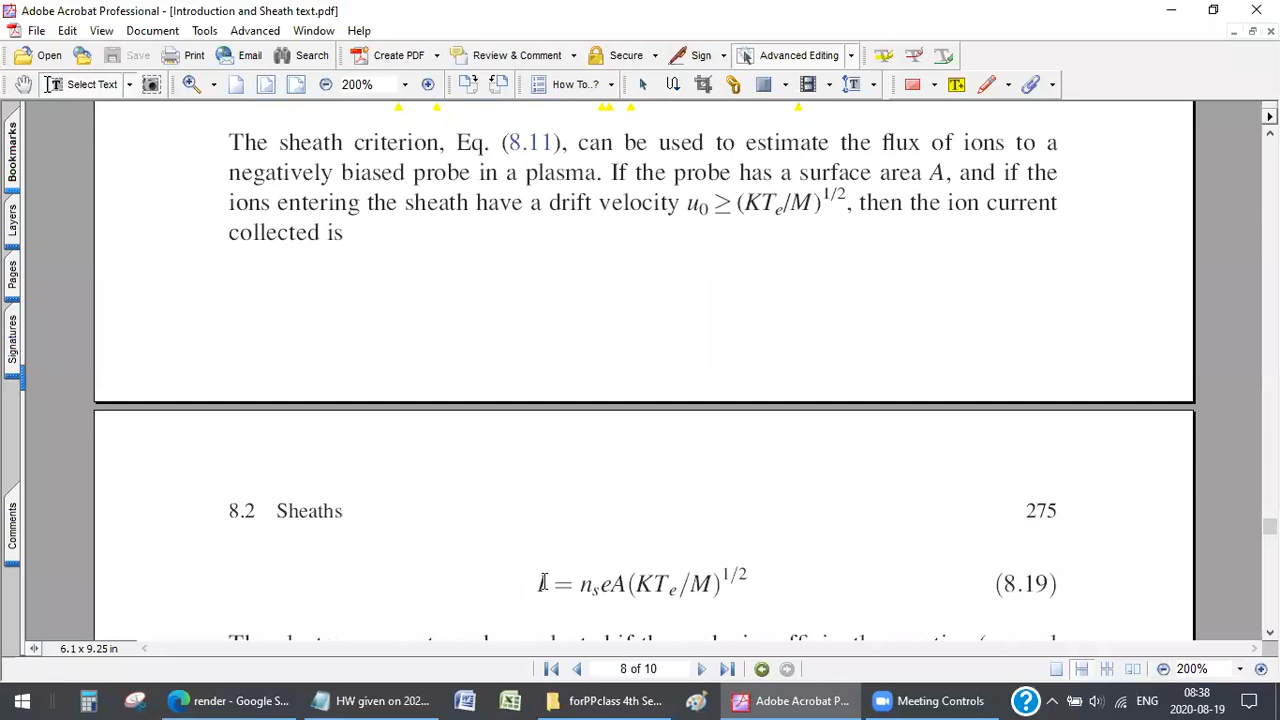 Adobe Acrobat Professional - [Introduction and Sheath text.pdf]
File Edit View Document Tools Advanced Window Help
Open Save Print Email Search Create PDF Review & Comment Secure Sign Advanced Editing
Select Text 200% How To..?
Bookmarks
Layers
Pages
Signatures
Comments
The sheath criterion, Eq. (8.11), can be used to estimate the flux of ions to a
negatively biased probe in a plasma. If the probe has a surface area A, and if the
ions entering the sheath have a drift velocity u₀ ≥ (KTₑ/M)^1/2, then the ion current
collected is
8.2 Sheaths 275
= nₛeA(KTₑ/M)^1/2 (8.19)
6.1 x 9.25 in
8 of 10 200%
render - Google S... HW given on 202... forPPclass 4th Se... Adobe Acrobat P... Meeting Controls ENG 08:38
2020-08-19